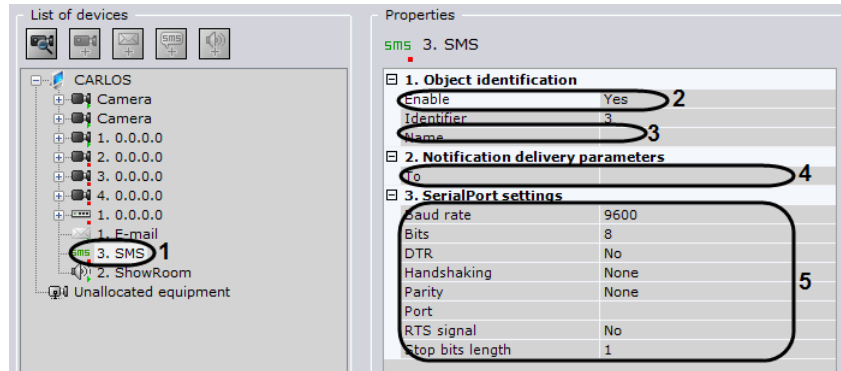 List of devices
SMS
CARLOS
Camera
Camera
1. 0.0.0.0
2. 0.0.0.0
3. 0.0.0.0
4. 0.0.0.0
1. 0.0.0.0
1. E-mail
sms 3. SMS 1
2. ShowRoom
Unallocated equipment
Properties
sms 3. SMS
1. Object identification
Enable Yes 2
Identifier 3
Name 3
2. Notification delivery parameters
To 4
3. SerialPort settings
Baud rate 9600
Bits 8
DTR No
Handshaking None
Parity None
5
Port
RTS signal No
Stop bits length 1